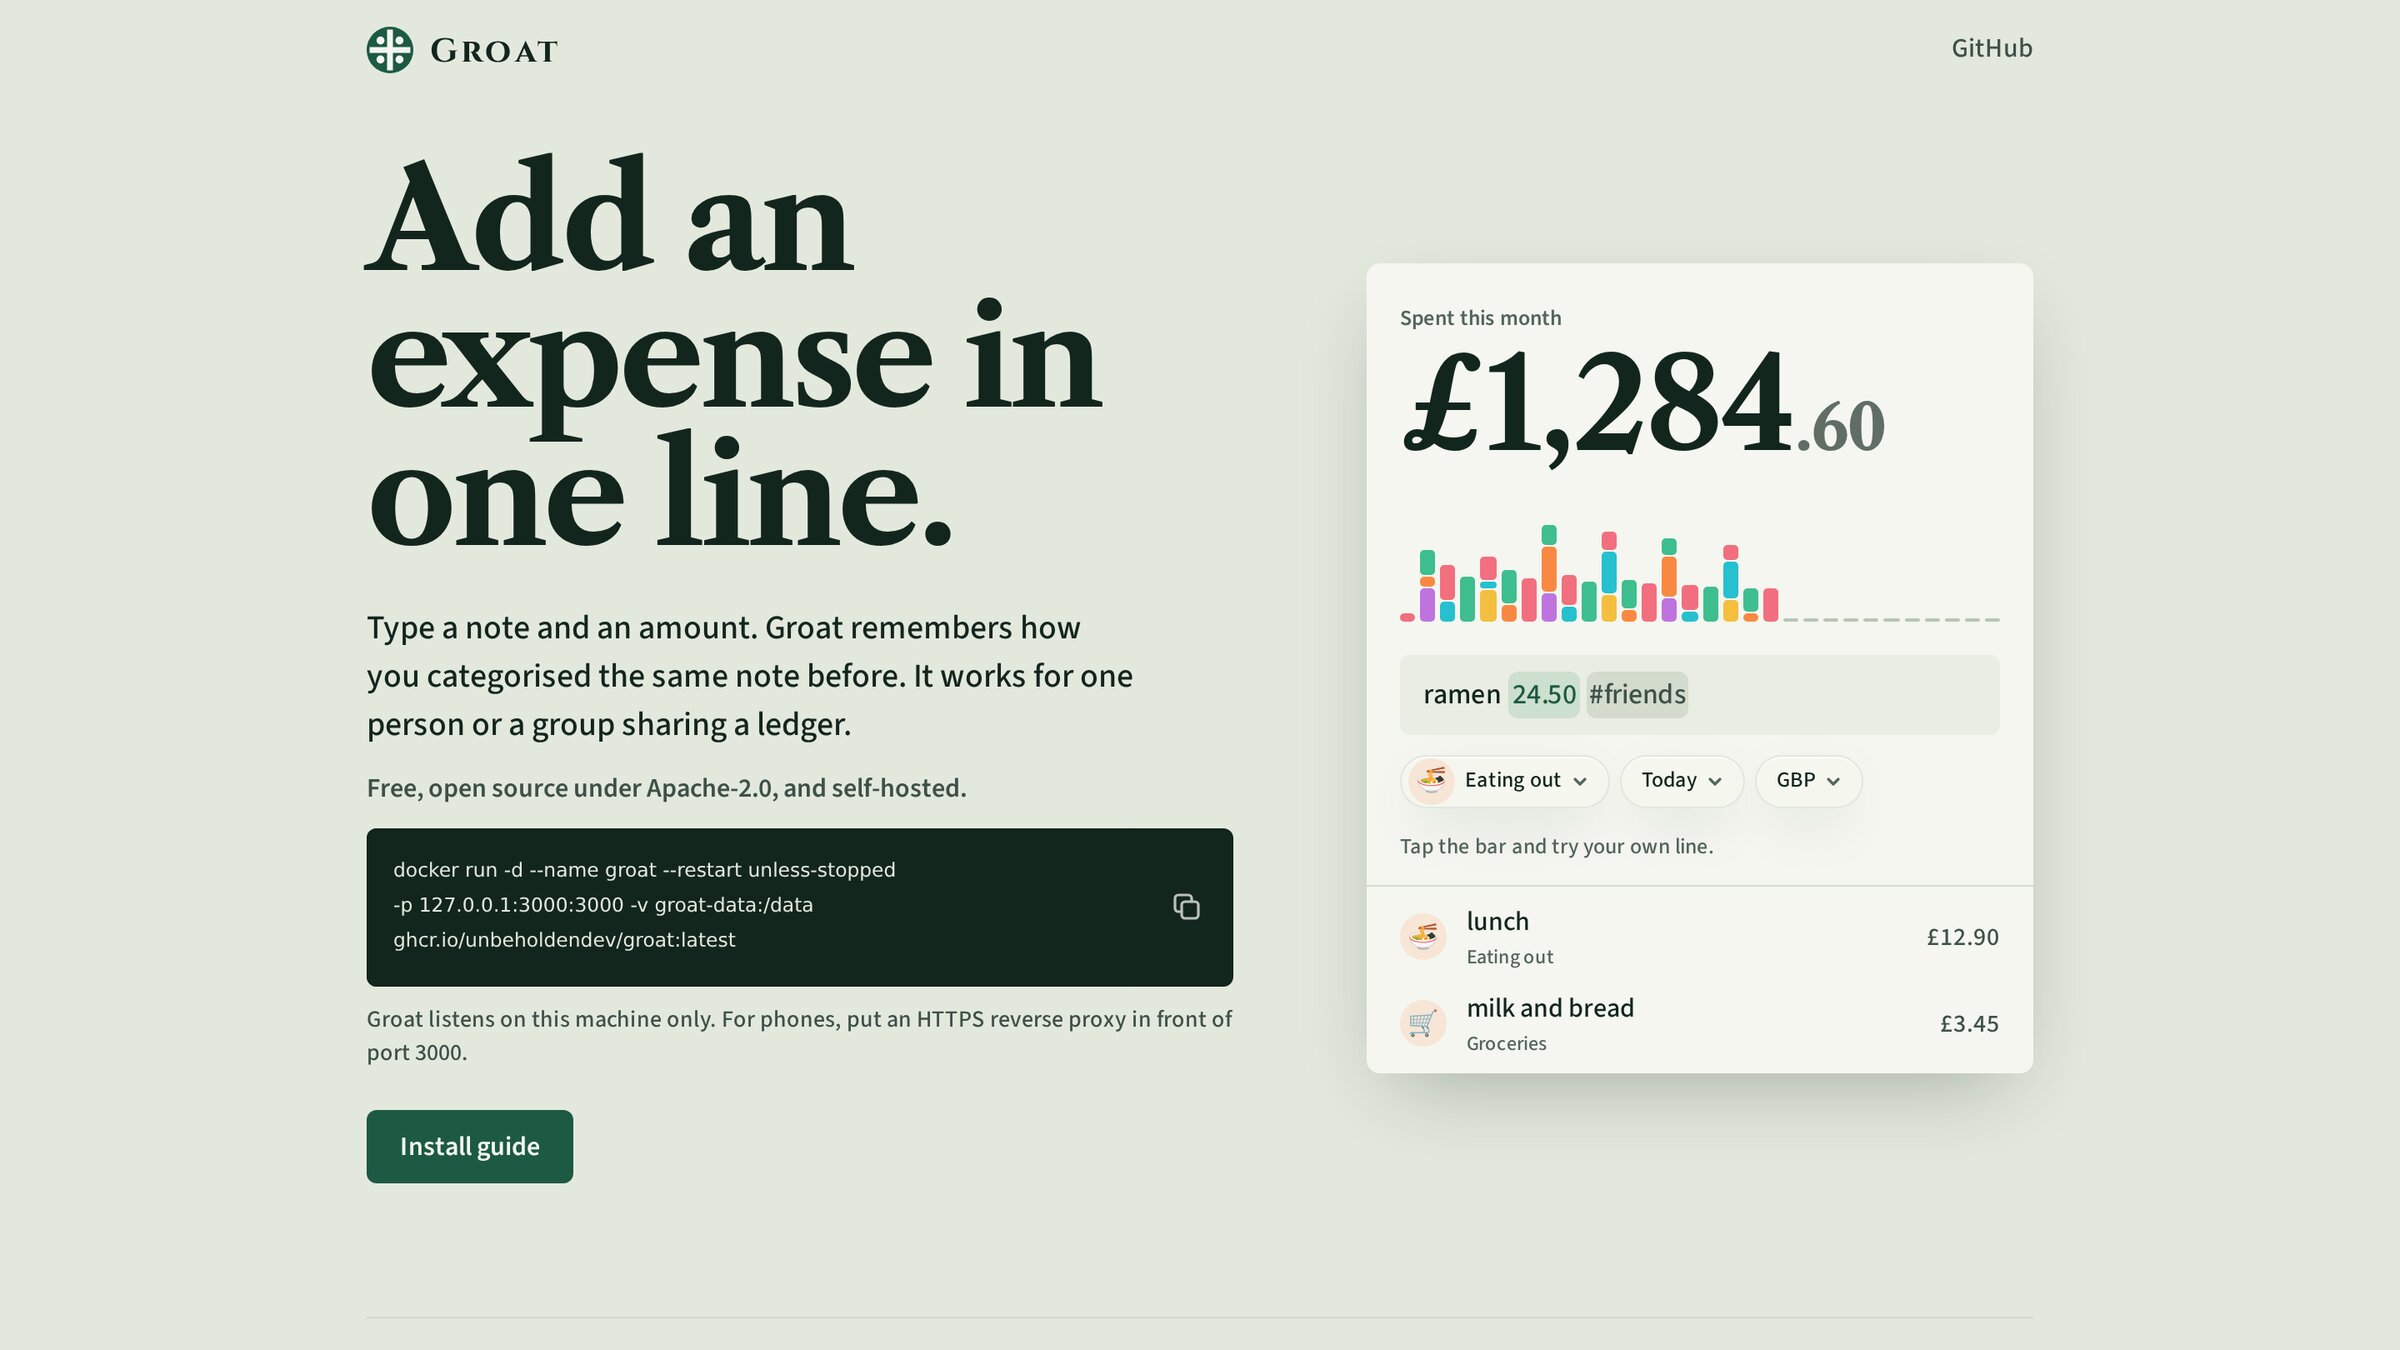 GROAT
GitHub
Add an
expense in
one line.
Type a note and an amount. Groat remembers how
you categorised the same note before. It works for one
person or a group sharing a ledger.
Free, open source under Apache-2.0, and self-hosted.
docker run -d --name groat --restart unless-stopped
-p 127.0.0.1:3000:3000 -v groat-data:/data
ghcr.io/unbeholdendev/groat:latest
Groat listens on this machine only. For phones, put an HTTPS reverse proxy in front of
port 3000.
Install guide
Spent this month
£1,284.60
ramen 24.50 #friends
Eating out Today GBP
Tap the bar and try your own line.
lunch
Eating out
£12.90
milk and bread
Groceries
£3.45